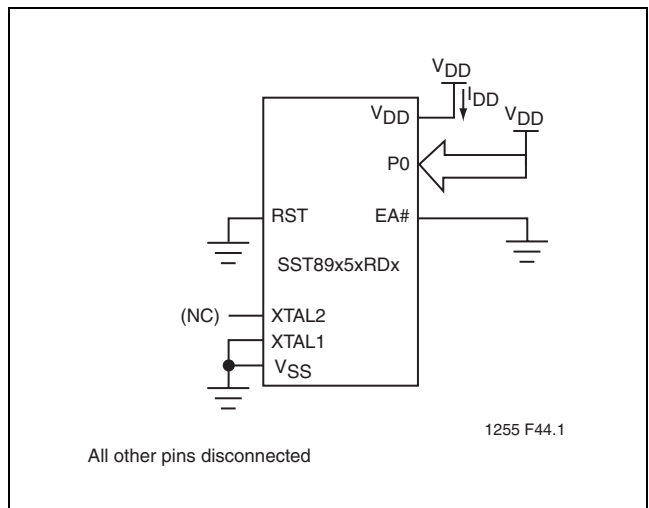 VDD
IDD
VDD
VDD
P0
RST
EA#
SST89x5xRDx
(NC)
XTAL2
XTAL1
VSS
1255 F44.1
All other pins disconnected